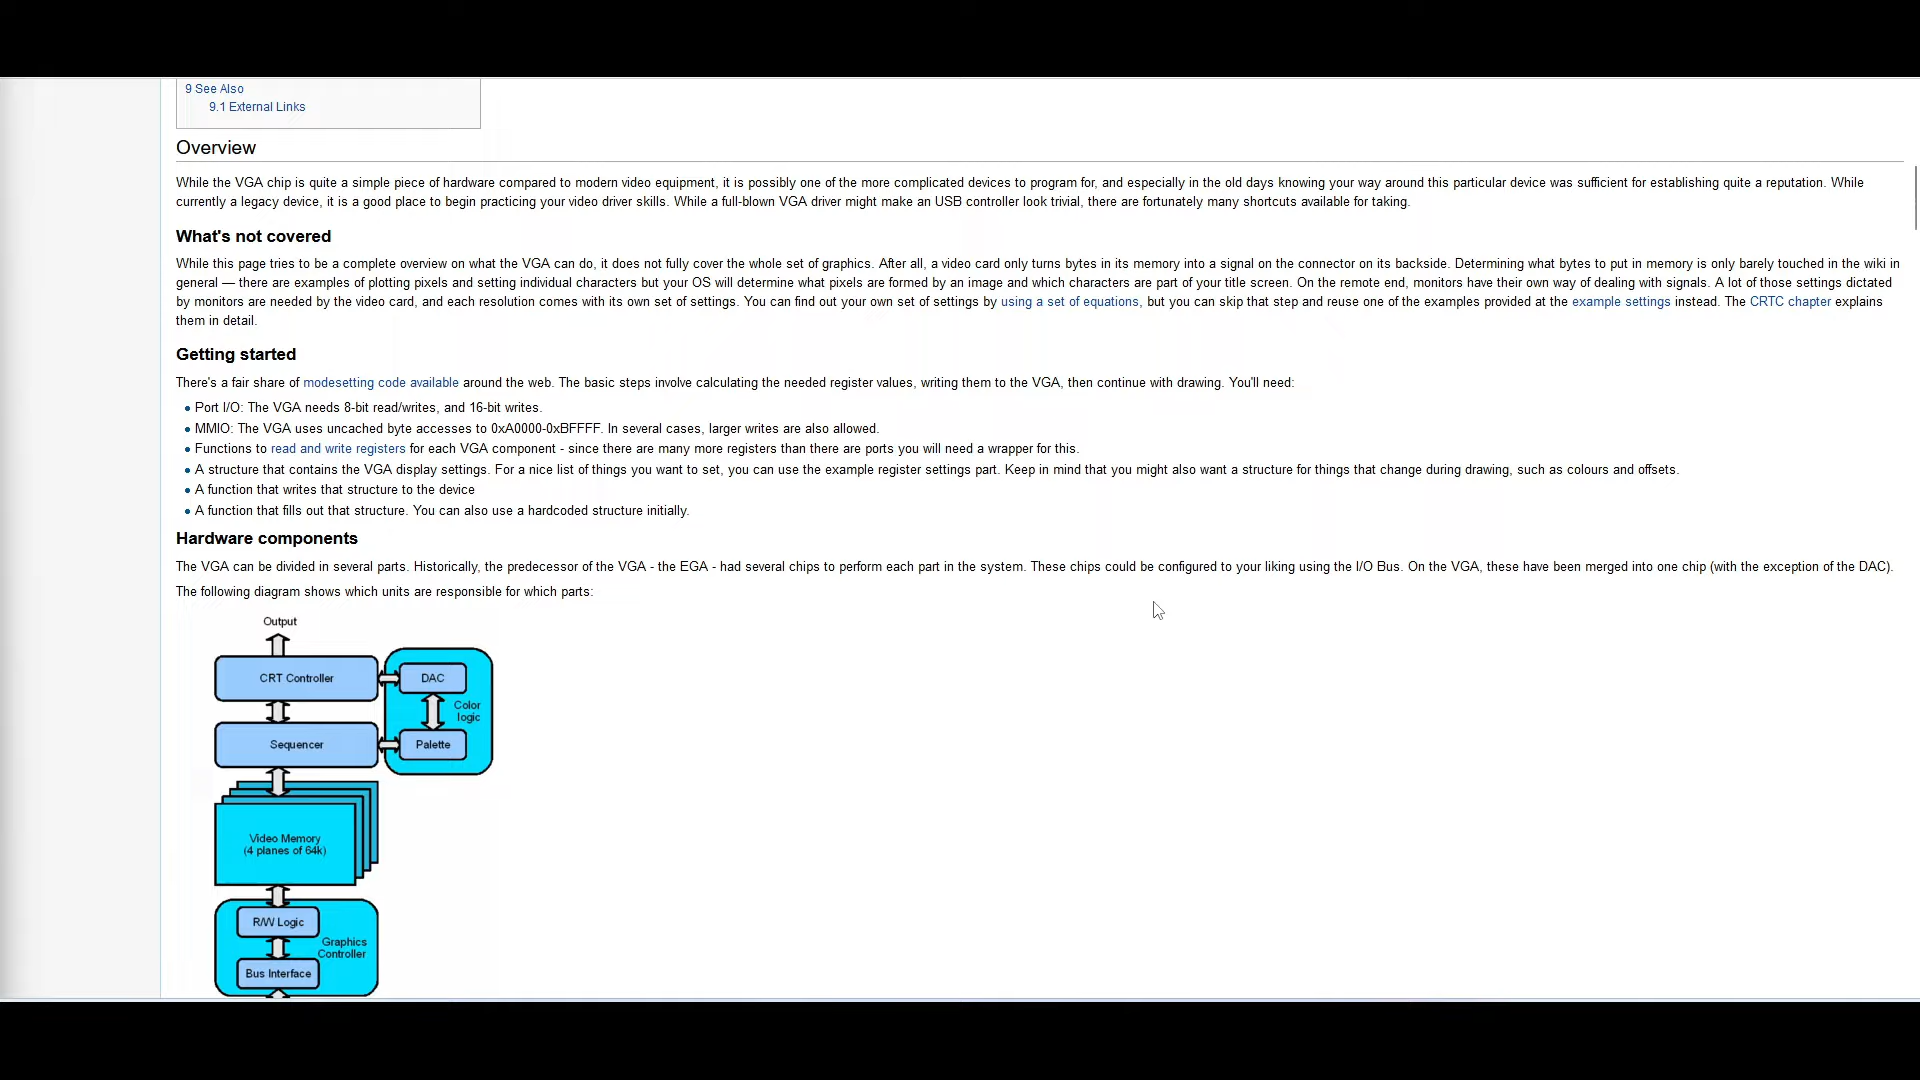 9 See Also
9.1 External Links
Overview
While the VGA chip is quite a simple piece of hardware compared to modern video equipment, it is possibly one of the more complicated devices to program for, and especially in the old days knowing your way around this particular device was sufficient for establishing quite a reputation. While
currently a legacy device, it is a good place to begin practicing your video driver skills. While a full-blown VGA driver might make an USB controller look trivial, there are fortunately many shortcuts available for taking.
What's not covered
While this page tries to be a complete overview on what the VGA can do, it does not fully cover the whole set of graphics. After all, a video card only turns bytes in its memory into a signal on the connector on its backside. Determining what bytes to put in memory is only barely touched in the wiki in
general — there are examples of plotting pixels and setting individual characters but your OS will determine what pixels are formed by an image and which characters are part of your title screen. On the remote end, monitors have their own way of dealing with signals. A lot of those settings dictated
by monitors are needed by the video card, and each resolution comes with its own set of settings. You can find out your own set of settings by using a set of equations, but you can skip that step and reuse one of the examples provided at the example settings instead. The CRTC chapter explains
them in detail.
Getting started
There's a fair share of modesetting code available around the web. The basic steps involve calculating the needed register values, writing them to the VGA, then continue with drawing. You'll need:
• Port I/O: The VGA needs 8-bit read/writes, and 16-bit writes.
• MMIO: The VGA uses uncached byte accesses to 0xA0000-0xBFFFF. In several cases, larger writes are also allowed.
• Functions to read and write registers for each VGA component - since there are many more registers than there are ports you will need a wrapper for this.
• A structure that contains the VGA display settings. For a nice list of things you want to set, you can use the example register settings part. Keep in mind that you might also want a structure for things that change during drawing, such as colours and offsets.
• A function that writes that structure to the device
• A function that fills out that structure. You can also use a hardcoded structure initially.
Hardware components
The VGA can be divided in several parts. Historically, the predecessor of the VGA - the EGA - had several chips to perform each part in the system. These chips could be configured to your liking using the I/O Bus. On the VGA, these have been merged into one chip (with the exception of the DAC).
The following diagram shows which units are responsible for which parts:
Output
CRT Controller
DAC
Color
logic
Sequencer
Palette
Video Memory
(4 planes of 64k)
R/W Logic
Graphics
Controller
Bus Interface